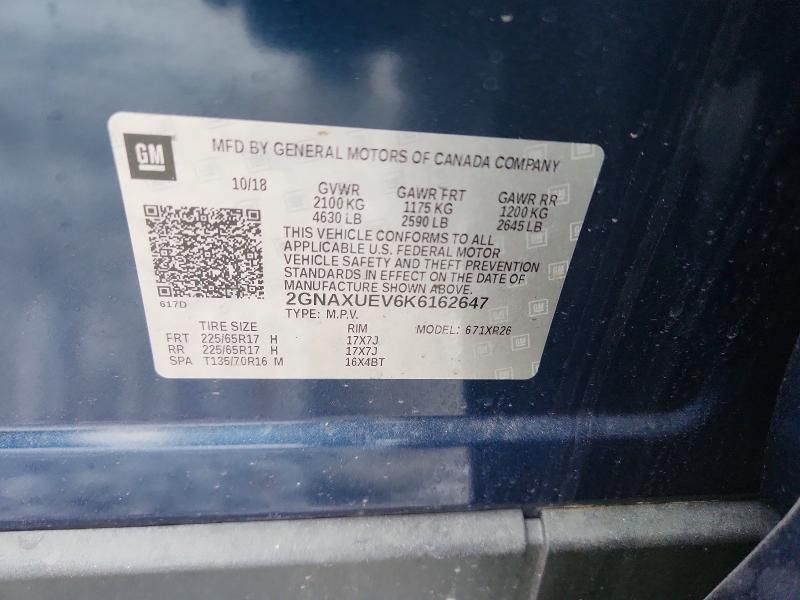 GM
MFD BY GENERAL MOTORS OF CANADA COMPANY
10/18 GVWR GAWR FRT GAWR RR
2100 KG 1175 KG 1200 KG
4630 LB 2590 LB 2645 LB
THIS VEHICLE CONFORMS TO ALL
APPLICABLE U.S. FEDERAL MOTOR
VEHICLE SAFETY AND THEFT PREVENTION
STANDARDS IN EFFECT ON THE DATE OF
MANUFACTURE SHOWN ABOVE.
617D 2GNAXUEV6K6162647
TYPE: M.P.V. MODEL: 671XR26
TIRE SIZE RIM
FRT 225/65R17 H 17X7J
RR 225/65R17 H 17X7J
SPA T135/70R16 M 16X4BT